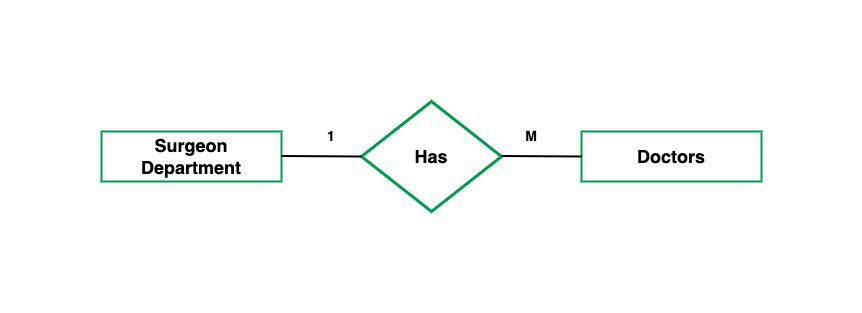 1
M
Surgeon
Department
Has
Doctors